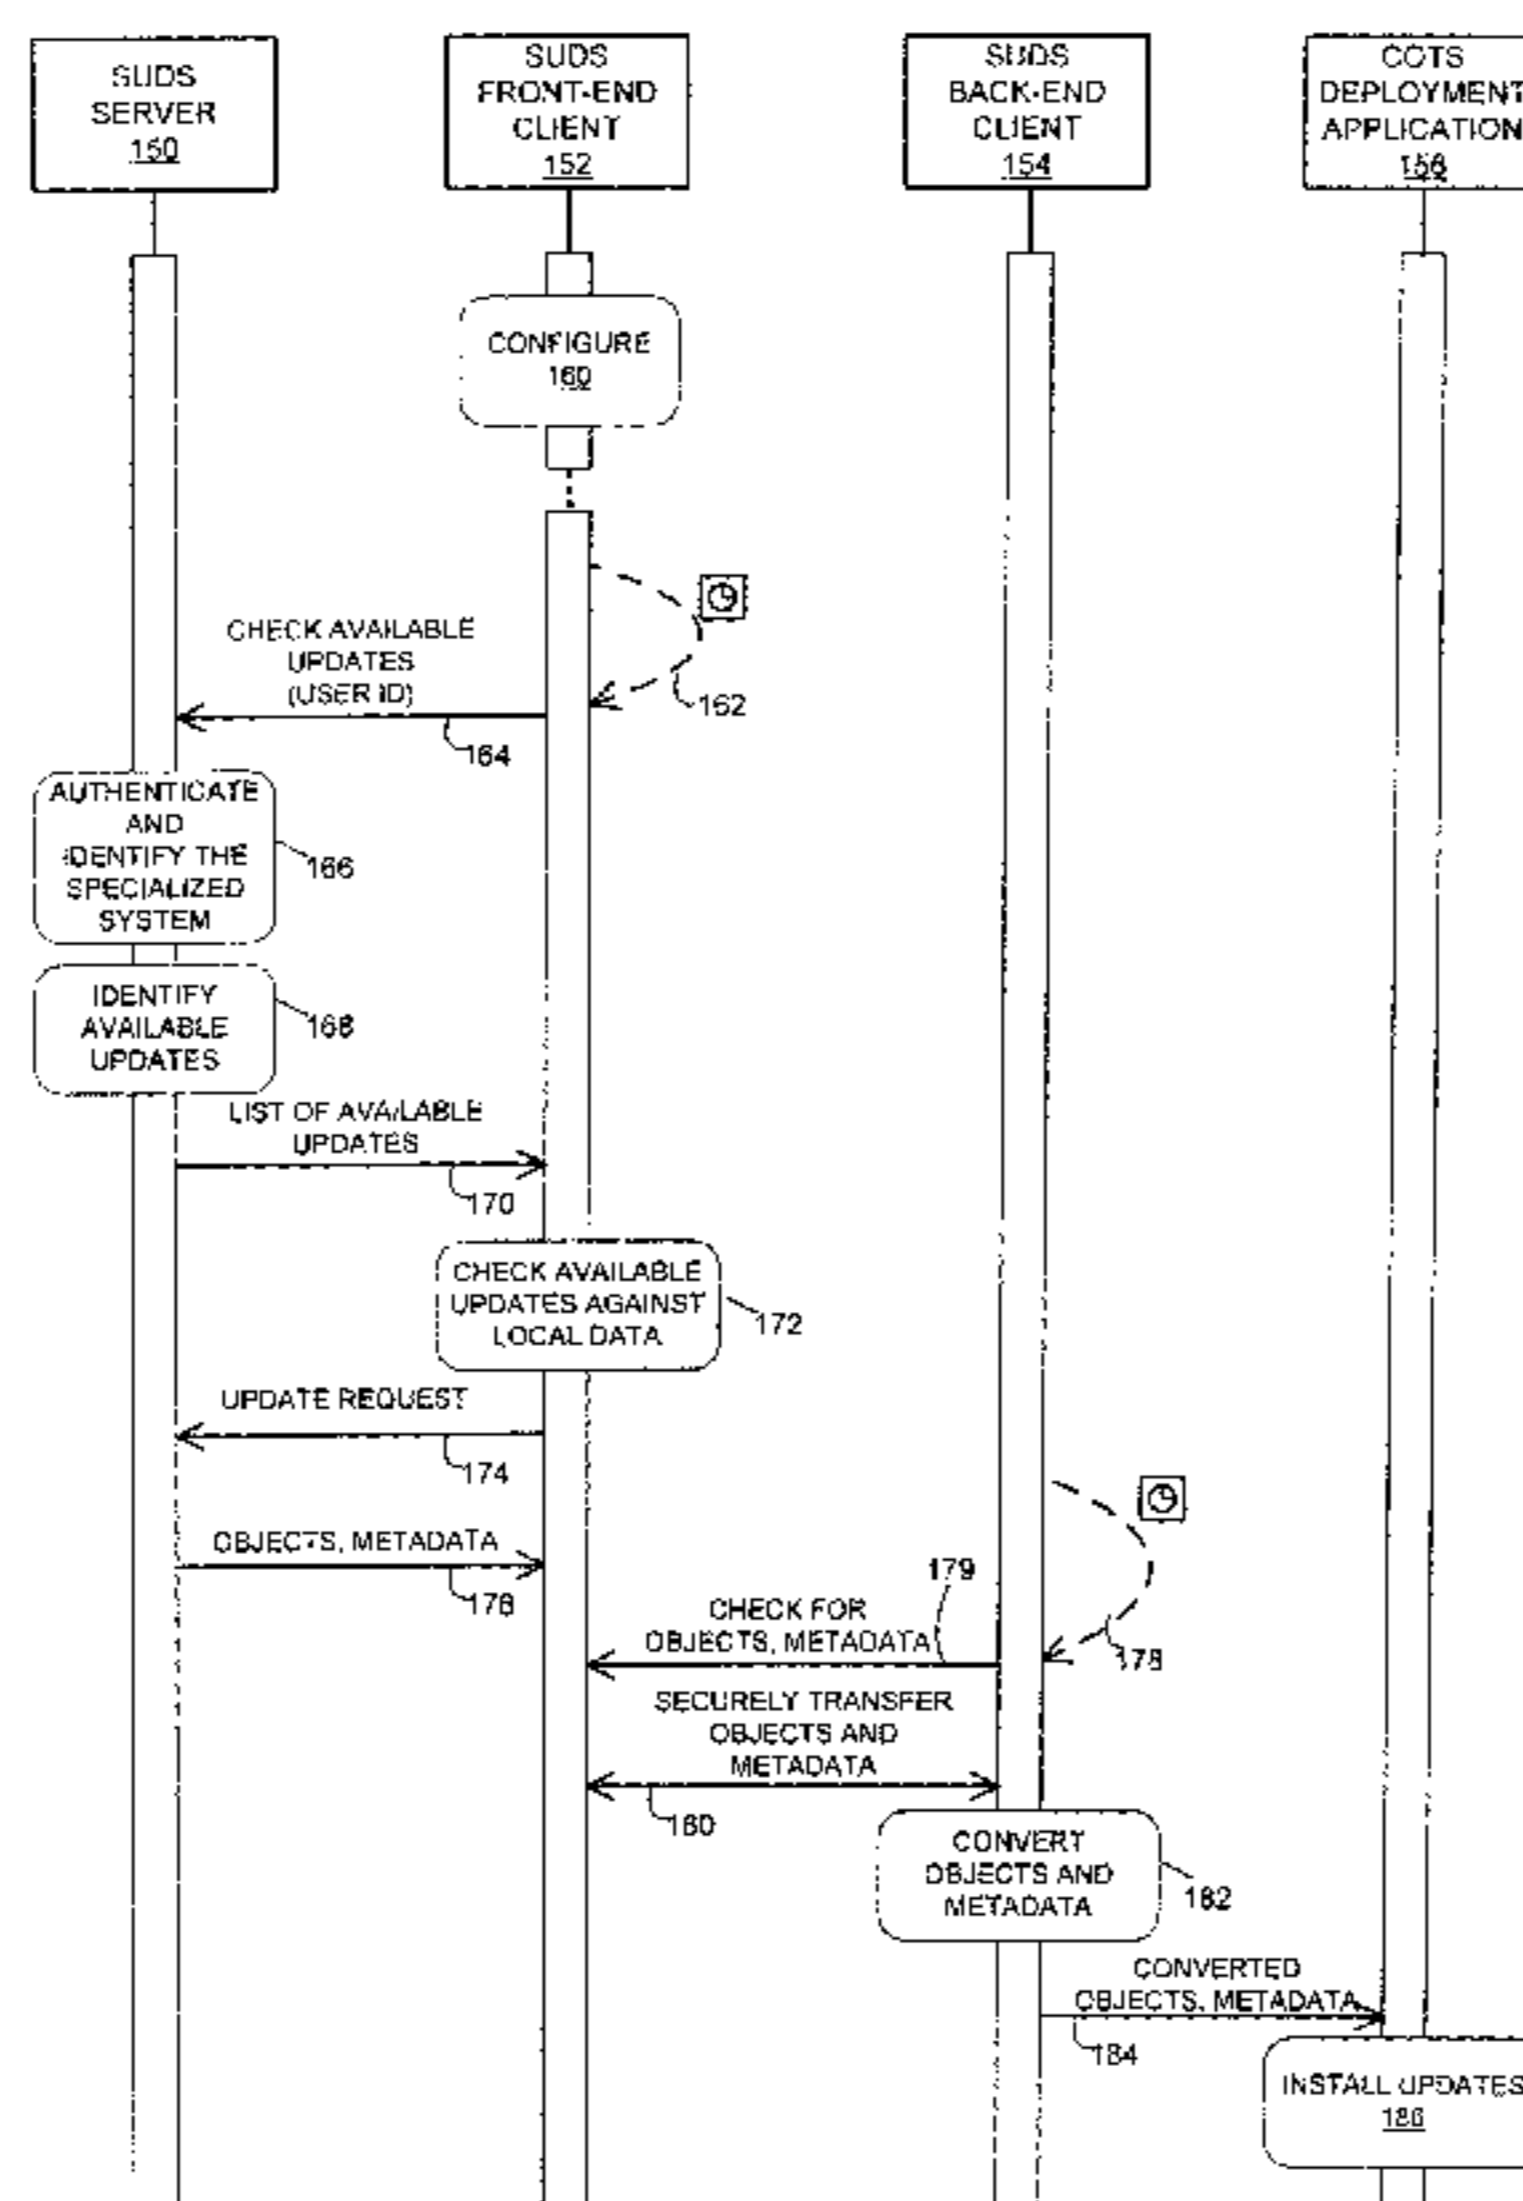 SUDS
SERVER
150
SUDS
FRONT-END
CLIENT
152
SUDS
BACK-END
CLIENT
154
COTS
DEPLOYMENT
APPLICATION
156
CONFIGURE
160
162
CHECK AVAILABLE
UPDATES
(USER ID)
164
AUTHENTICATE
AND
IDENTIFY THE
SPECIALIZED
SYSTEM
166
IDENTIFY
AVAILABLE
UPDATES
168
LIST OF AVAILABLE
UPDATES
170
CHECK AVAILABLE
UPDATES AGAINST
LOCAL DATA
172
UPDATE REQUEST
174
OBJECTS, METADATA
176
178
179
CHECK FOR
OBJECTS, METADATA
SECURELY TRANSFER
OBJECTS AND
METADATA
180
CONVERT
OBJECTS AND
METADATA
182
CONVERTED
OBJECTS, METADATA
184
INSTALL UPDATES
186